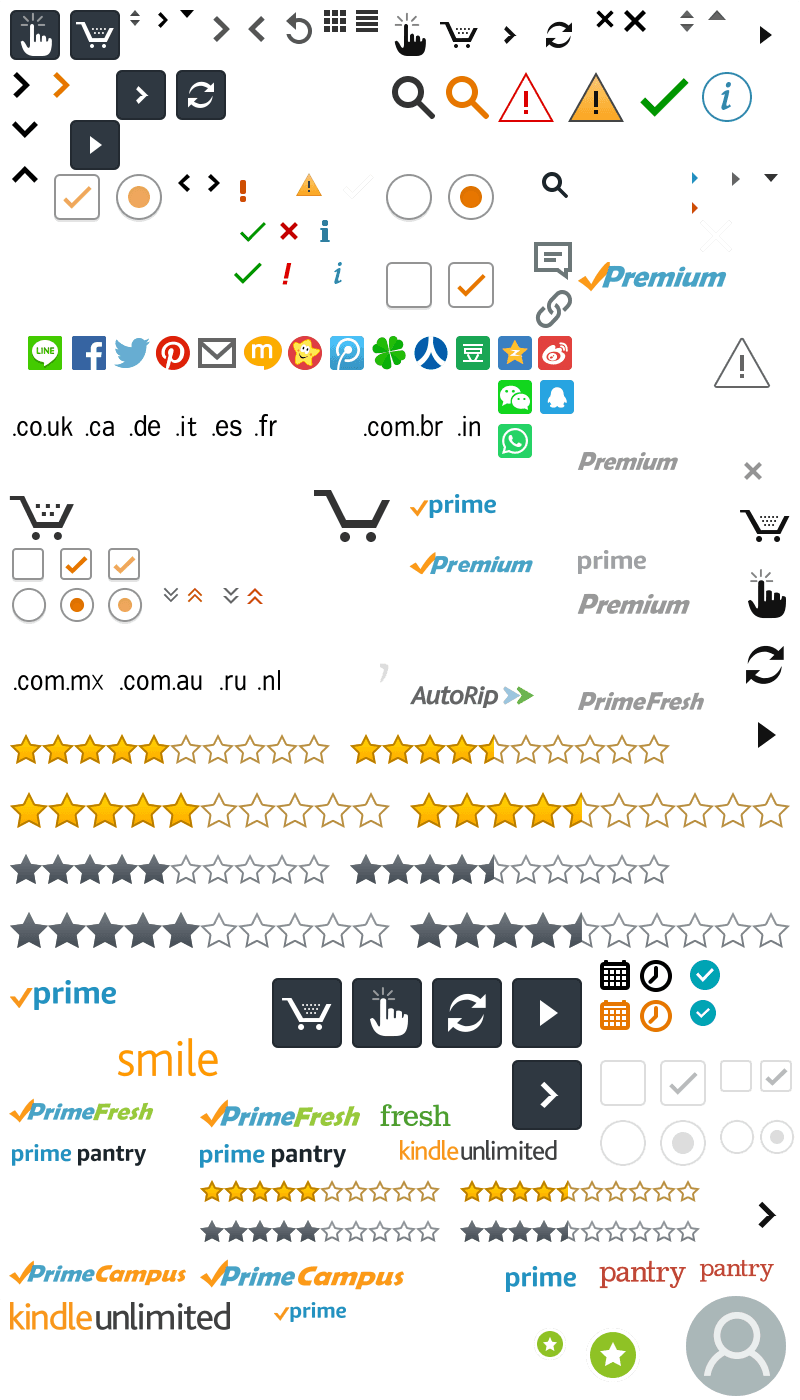 Premium
LINE
m
豆
.co.uk .ca .de .it .es .fr .com.br .in
Premium
prime
Premium
prime
Premium
.com.mx .com.au .ru .nl
,
AutoRip
PrimeFresh
prime
smile
PrimeFresh PrimeFresh fresh
prime pantry prime pantry kindleunlimited
PrimeCampus PrimeCampus prime pantry pantry
kindleunlimited prime